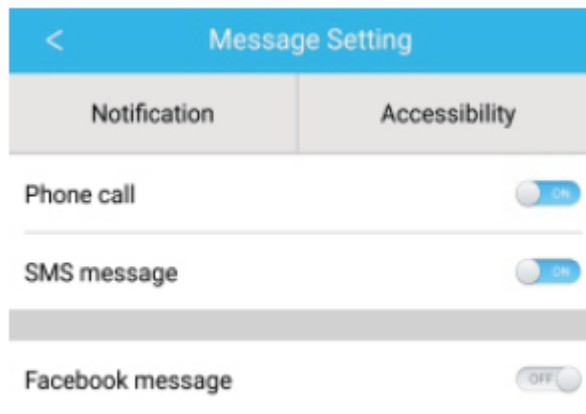 < Message Setting
Notification Accessibility
Phone call ON
SMS message ON
Facebook message OFF